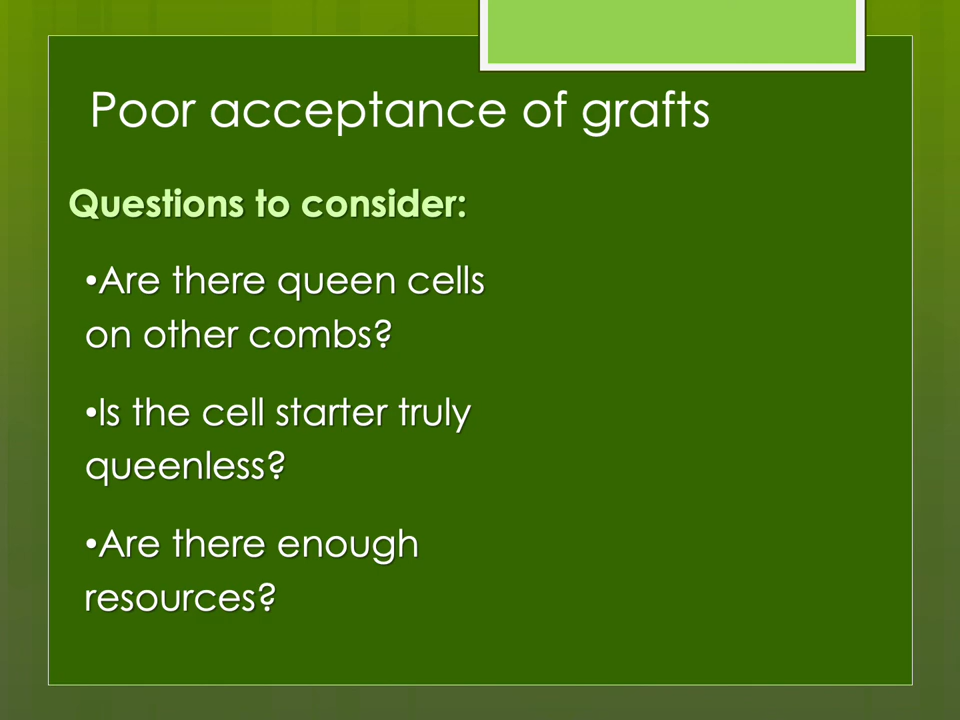 Poor acceptance of grafts
Questions to consider:
•Are there queen cells
on other combs?
•Is the cell starter truly
queenless?
•Are there enough
resources?